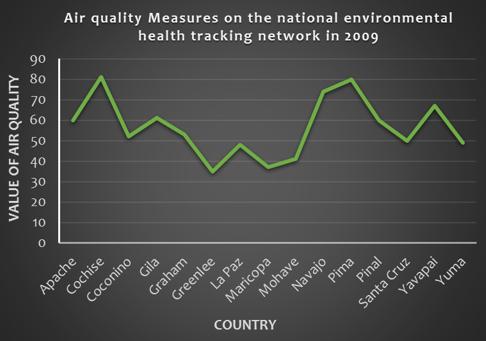 Air quality Measures on the national environmental
health tracking network in 2009
VALUE OF AIR QUALITY
90
80
70
60
50
40
30
20
10
0
Apache
Cochise
Coconino
Gila
Graham
Greenlee
La Paz
Maricopa
Mohave
Navajo
Pima
Pinal
Santa Cruz
Yavapai
Yuma
COUNTRY